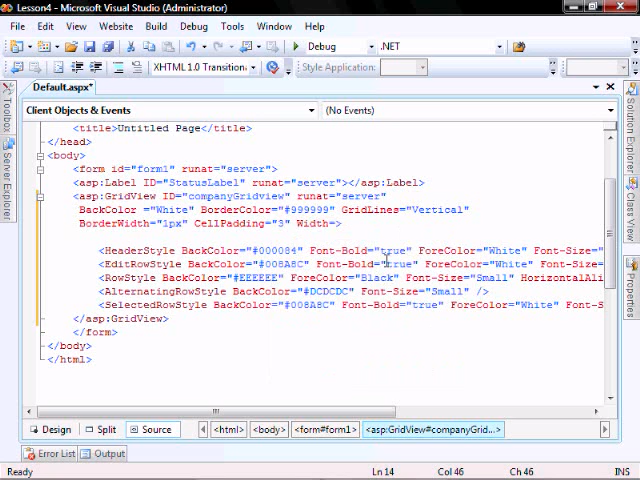 Lesson4 - Microsoft Visual Studio (Administrator)
File Edit View Website Build Debug Tools Window Help
Debug .NET
XHTML 1.0 Transition Style Application:
Default.aspx*
Client Objects & Events (No Events)
<title>Untitled Page</title>
</head>
<body>
<form id="form1" runat="server">
<asp:Label ID="StatusLabel" runat="server"></asp:Label>
<asp:GridView ID="companyGridview" runat="server"
BackColor ="White" BorderColor="#999999" GridLines="Vertical"
BorderWidth="1px" CellPadding="3" Width=>
<HeaderStyle BackColor="#000084" Font-Bold="true" ForeColor="White" Font-Size="
<EditRowStyle BackColor="#008A8C" Font-Bold="true" ForeColor="White" Font-Size=
<RowStyle BackColor="#EEEEEE" ForeColor="Black" Font-Size="Small" HorizontalAli
<AlternatingRowStyle BackColor="#DCDCDC" Font-Size="Small" />
<SelectedRowStyle BackColor="#008A8C" Font-Bold="true" ForeColor="White" Font-S
</asp:GridView>
</form>
</body>
</html>
Toolbox
Server Explorer
Solution Explorer
Class View
Properties
Design Split Source <html> <body> <form#form1> <asp:GridView#companyGrid...>
Error List Output
Ready Ln 14 Col 46 Ch 46 INS